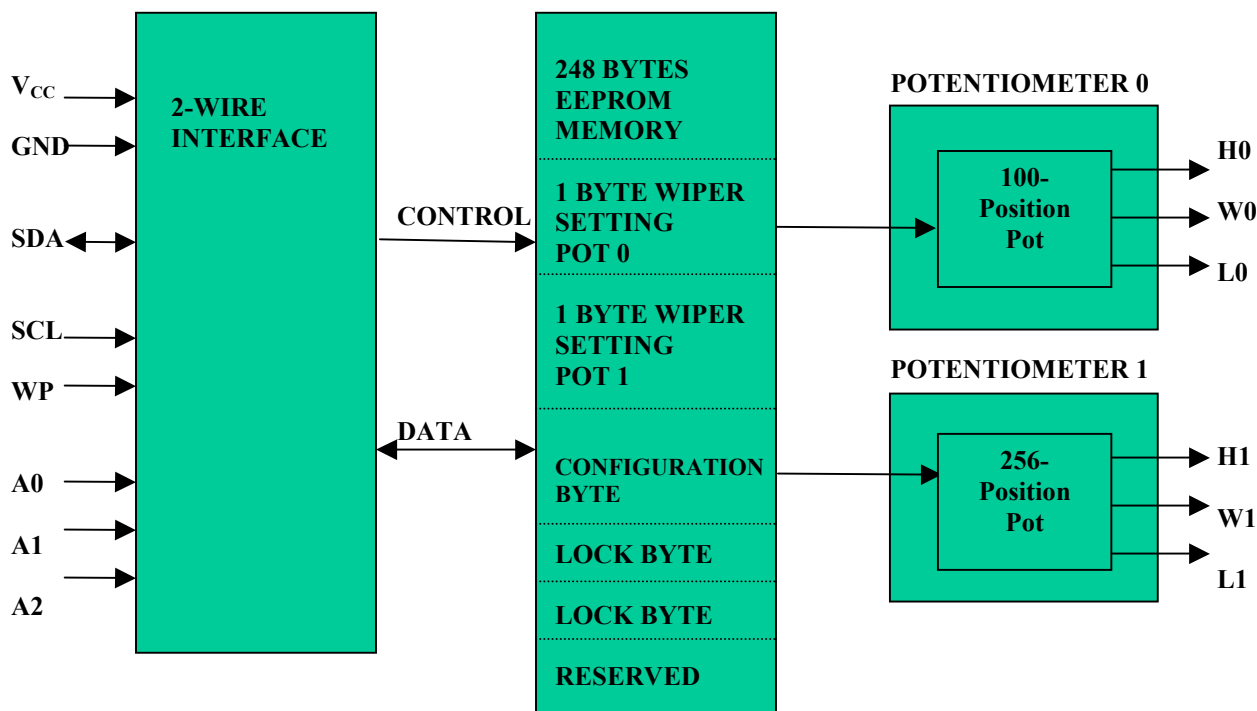 V_CC
GND
SDA
SCL
WP
A0
A1
A2
2-WIRE
INTERFACE
CONTROL
DATA
248 BYTES
EEPROM
MEMORY
1 BYTE WIPER
SETTING
POT 0
1 BYTE WIPER
SETTING
POT 1
CONFIGURATION
BYTE
LOCK BYTE
LOCK BYTE
RESERVED
POTENTIOMETER 0
100-
Position
Pot
H0
W0
L0
POTENTIOMETER 1
256-
Position
Pot
H1
W1
L1